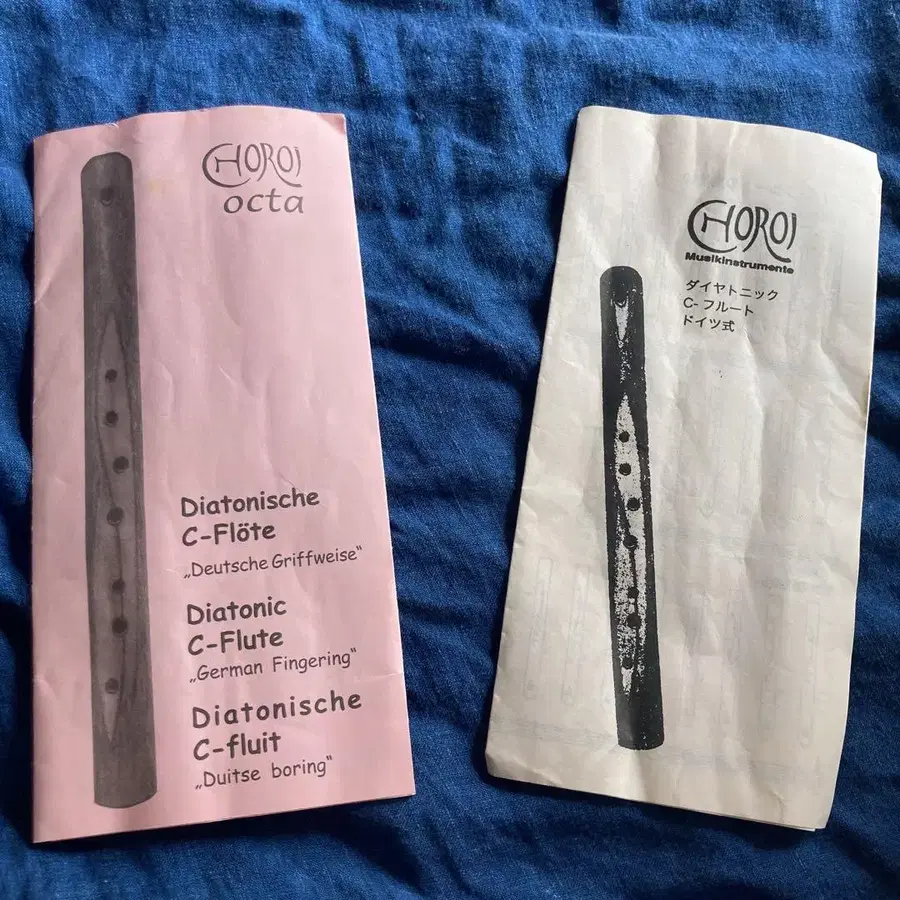 CHOROI
octa
Diatonische
C-Flöte
„Deutsche Griffweise“
Diatonic
C-Flute
„German Fingering“
Diatonische
C-fluit
„Duitse boring“
CHOROI
Musikinstrumente
ダイヤトニック
C-フルート
ドイツ式